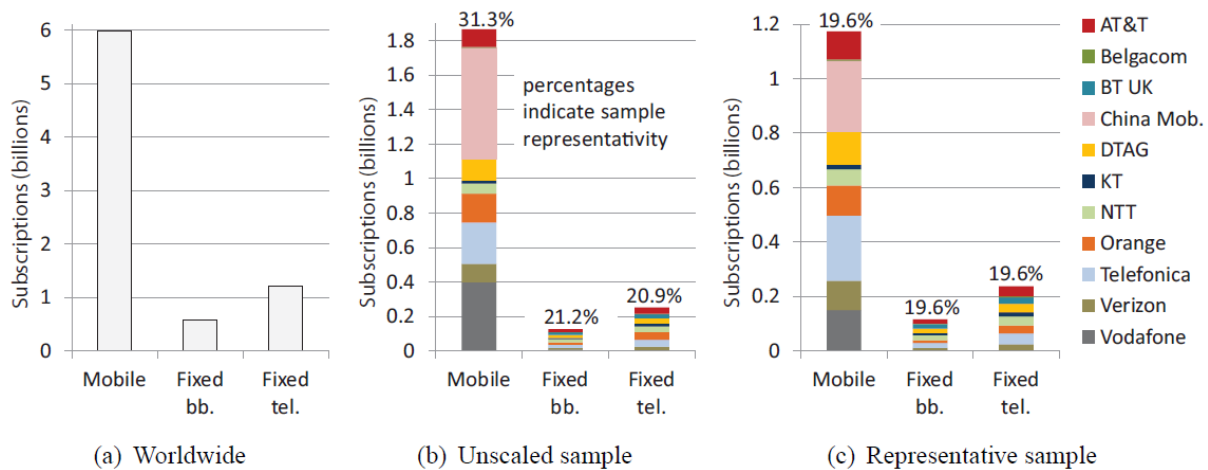 Subscriptions (billions)
6
5
4
3
2
1
0
Mobile
Fixed
bb.
Fixed
tel.
(a) Worldwide
Subscriptions (billions)
1.8
1.6
1.4
1.2
1
0.8
0.6
0.4
0.2
0
31.3%
percentages
indicate sample
representativity
21.2%
20.9%
Mobile
Fixed
bb.
Fixed
tel.
(b) Unscaled sample
Subscriptions (billions)
1.2
1
0.8
0.6
0.4
0.2
0
19.6%
19.6%
19.6%
Mobile
Fixed
bb.
Fixed
tel.
(c) Representative sample
AT&T
Belgacom
BT UK
China Mob.
DTAG
KT
NTT
Orange
Telefonica
Verizon
Vodafone